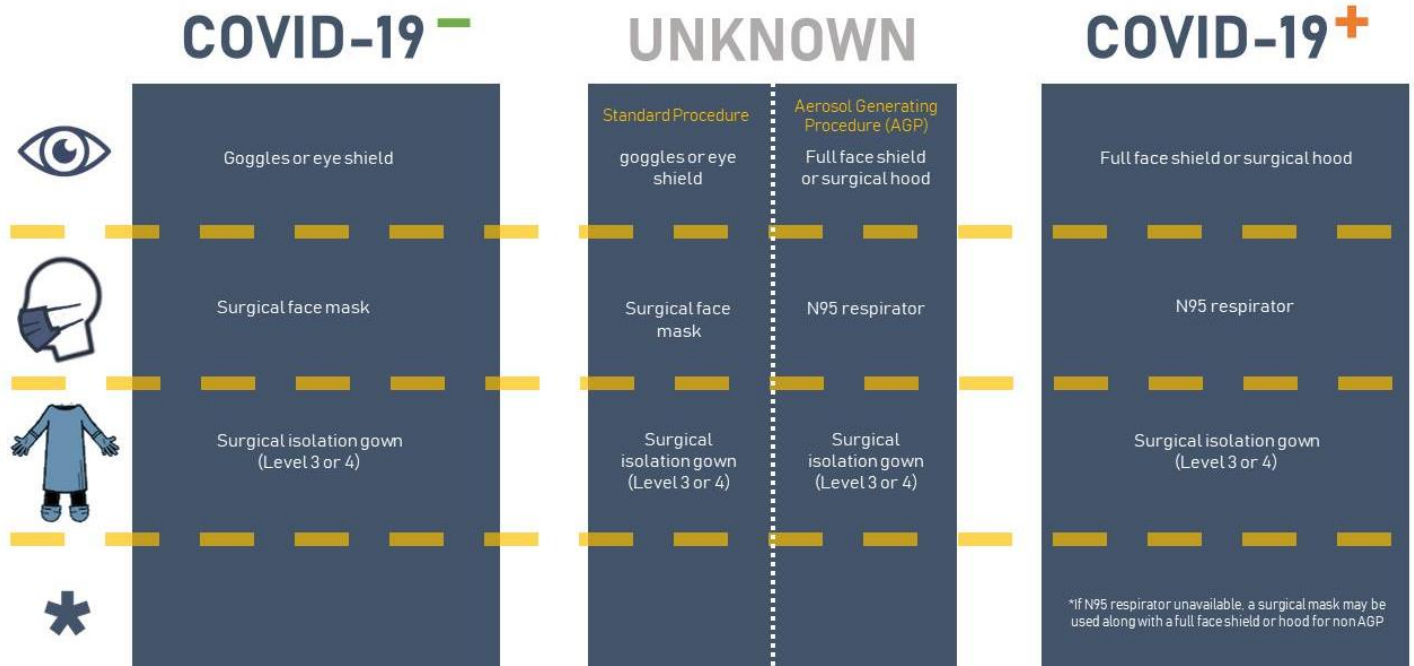 COVID-19 -
UNKNOWN
COVID-19 +
Goggles or eye shield
Standard Procedure
goggles or eye
shield
Aerosol Generating
Procedure (AGP)
Full face shield
or surgical hood
Full face shield or surgical hood
Surgical face mask
Surgical face
mask
N95 respirator
N95 respirator
Surgical isolation gown
(Level 3 or 4)
Surgical
isolation gown
(Level 3 or 4)
Surgical
isolation gown
(Level 3 or 4)
Surgical isolation gown
(Level 3 or 4)
*
*If N95 respirator unavailable, a surgical mask may be
used along with a full face shield or hood for non AGP